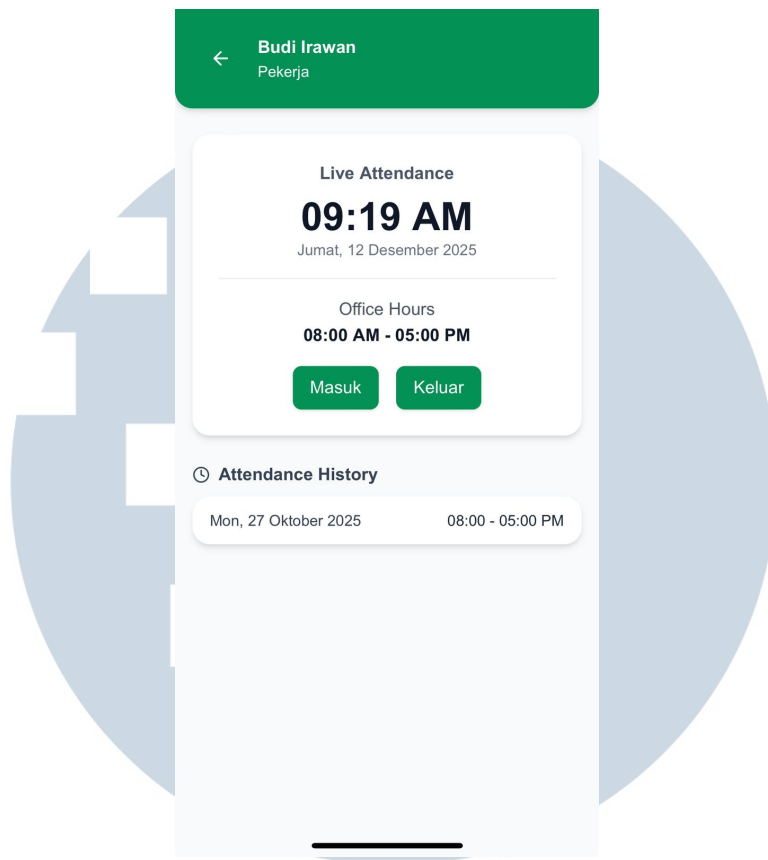 Budi Irawan
Pekerja
Live Attendance
09:19 AM
Jumat, 12 Desember 2025
Office Hours
08:00 AM - 05:00 PM
Masuk Keluar
Attendance History
Mon, 27 Oktober 2025 08:00 - 05:00 PM